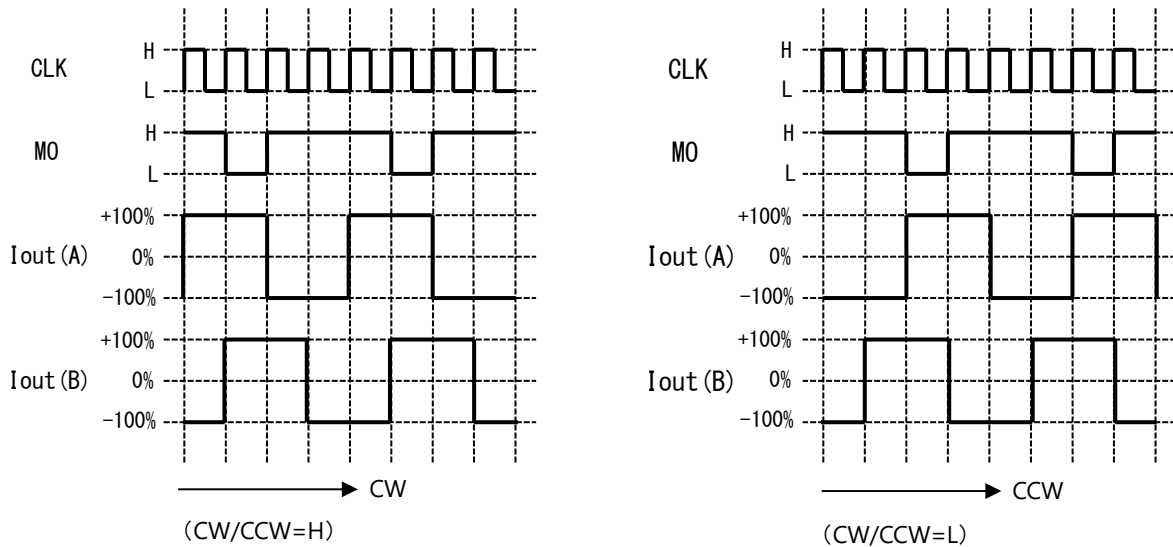 CLK
H
L
MO
H
L
Iout(A)
+100%
0%
-100%
Iout(B)
+100%
0%
-100%
CW
(CW/CCW=H)
CLK
H
L
MO
H
L
Iout(A)
+100%
0%
-100%
Iout(B)
+100%
0%
-100%
CCW
(CW/CCW=L)